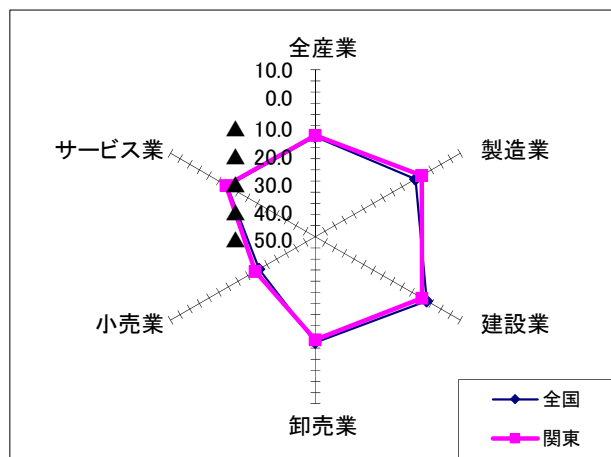 全産業
10.0
0.0
▲ 10.0
▲ 20.0
▲ 30.0
▲ 40.0
▲ 50.0
サービス業
製造業
小売業
建設業
卸売業
全国
関東